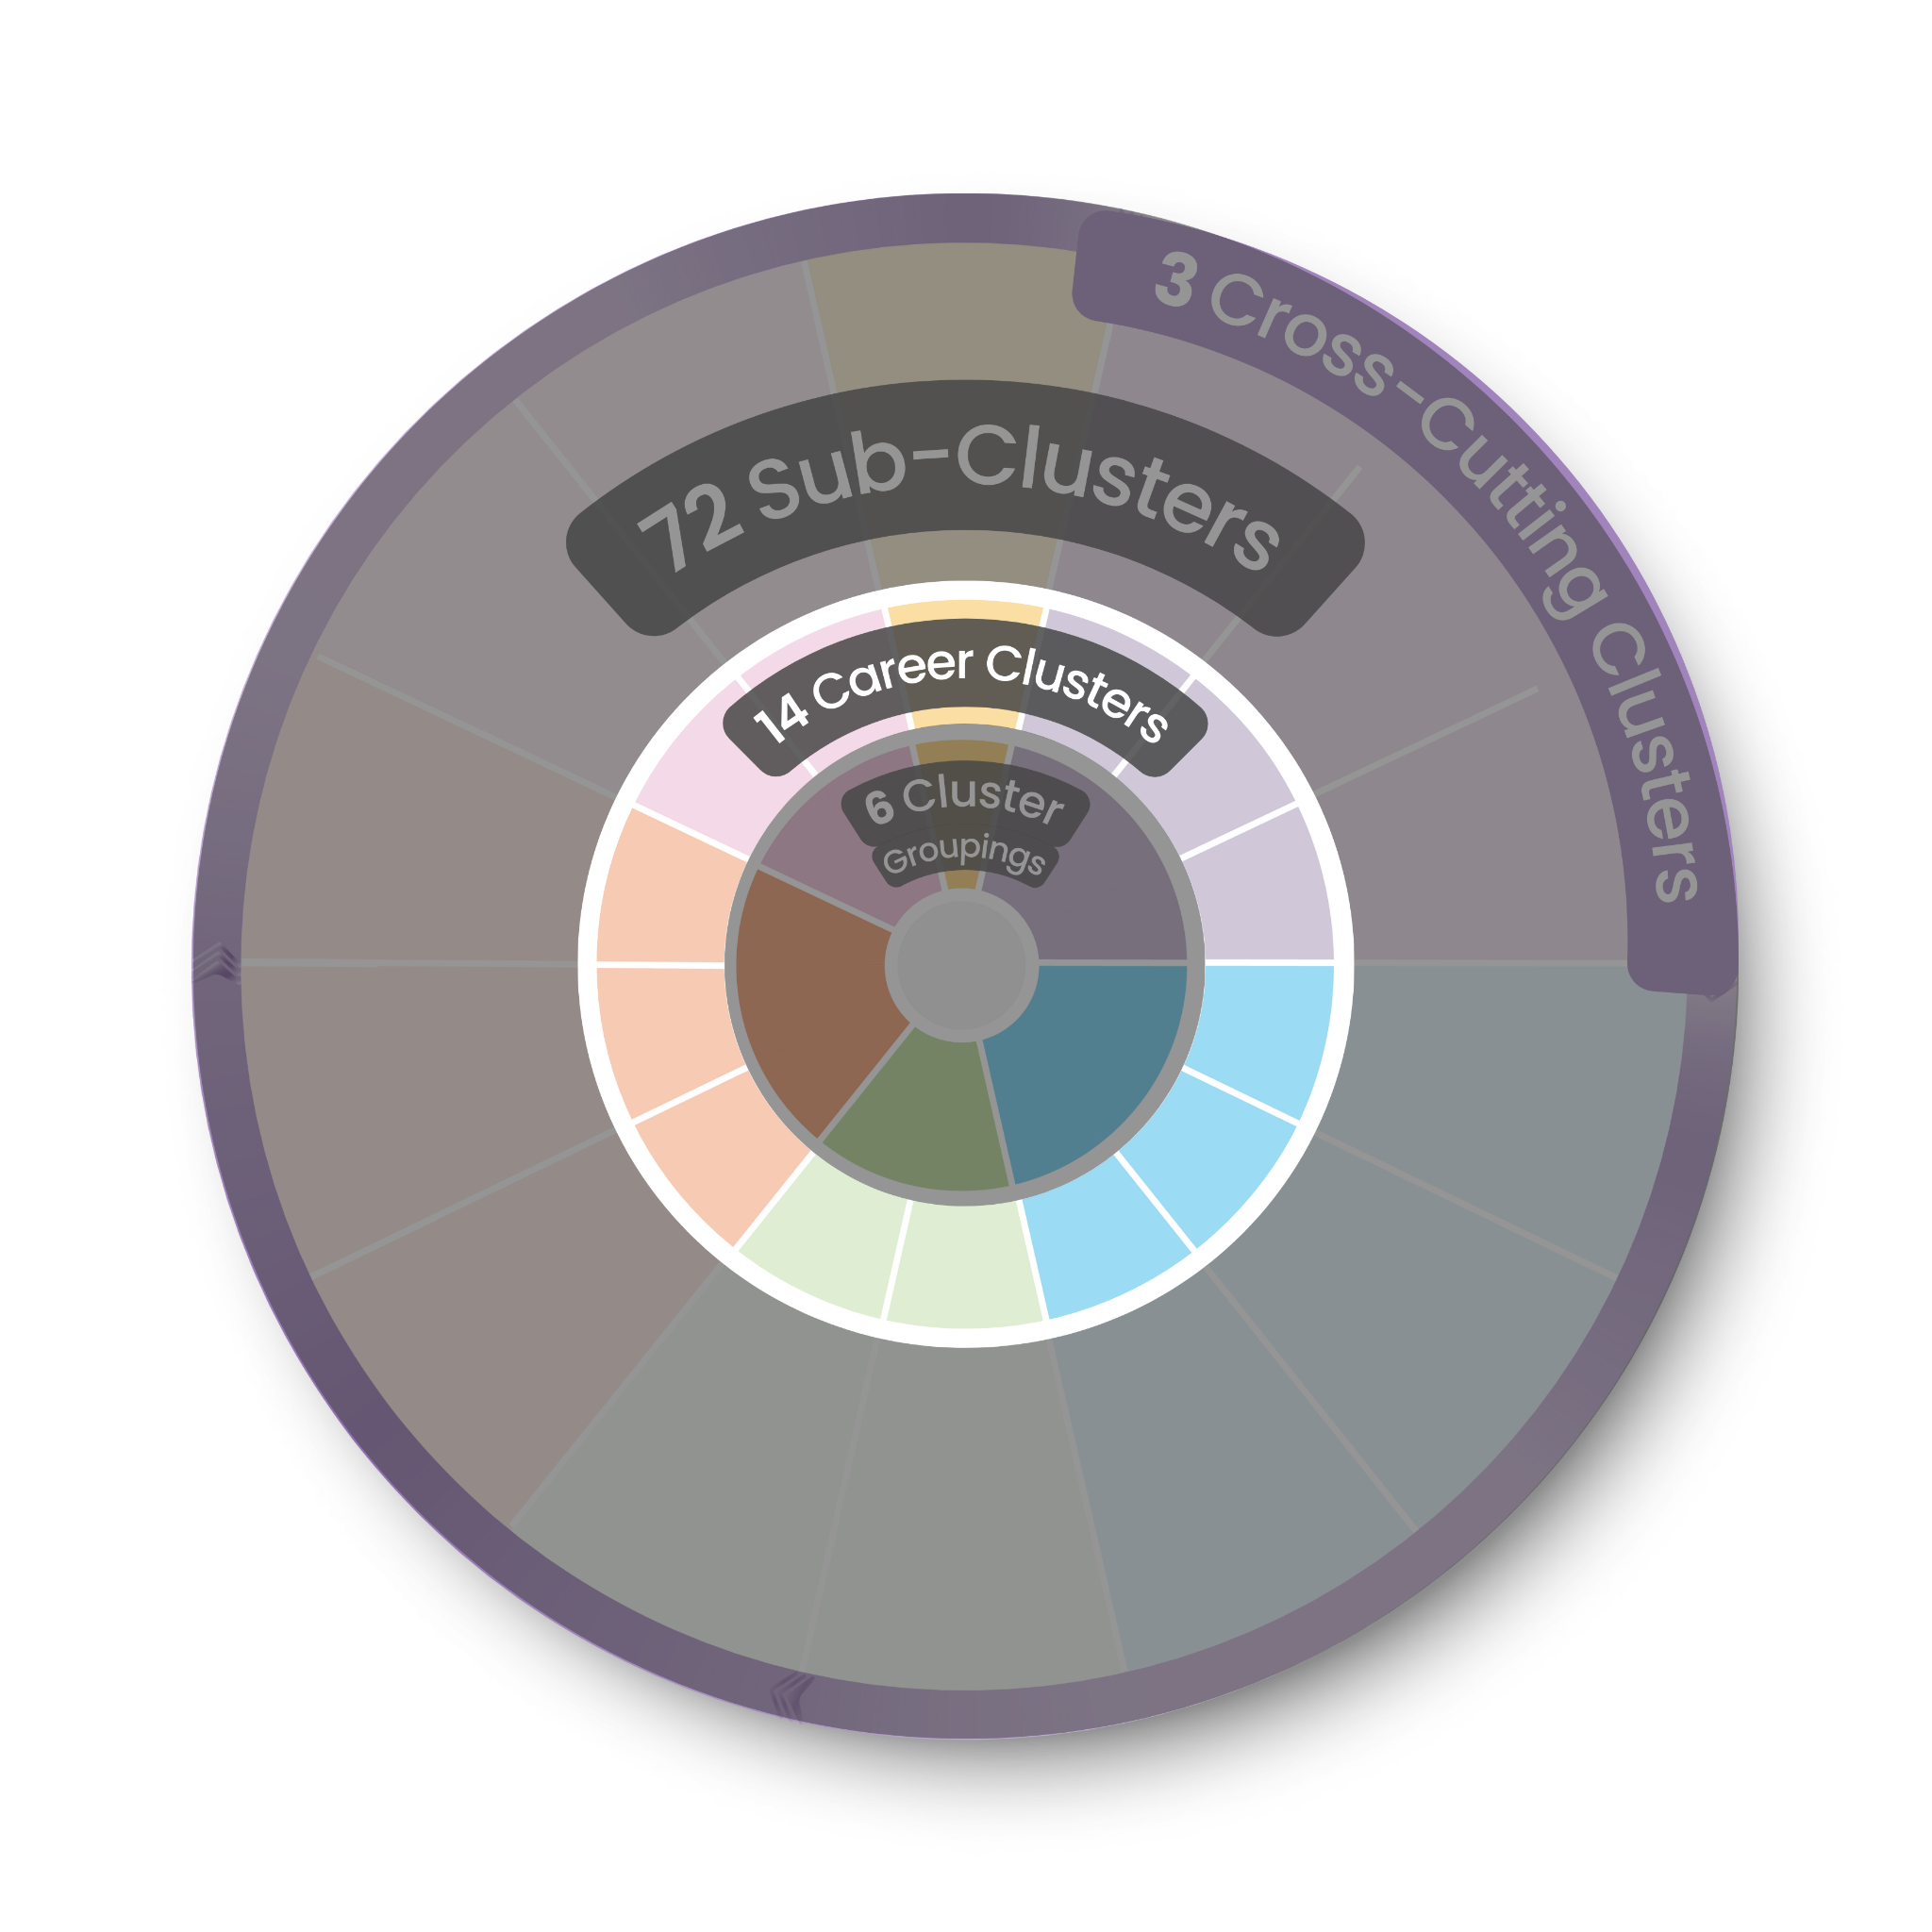 3 Cross-Cutting Clusters
72 Sub-Clusters
14 Career Clusters
6 Cluster
Groupings